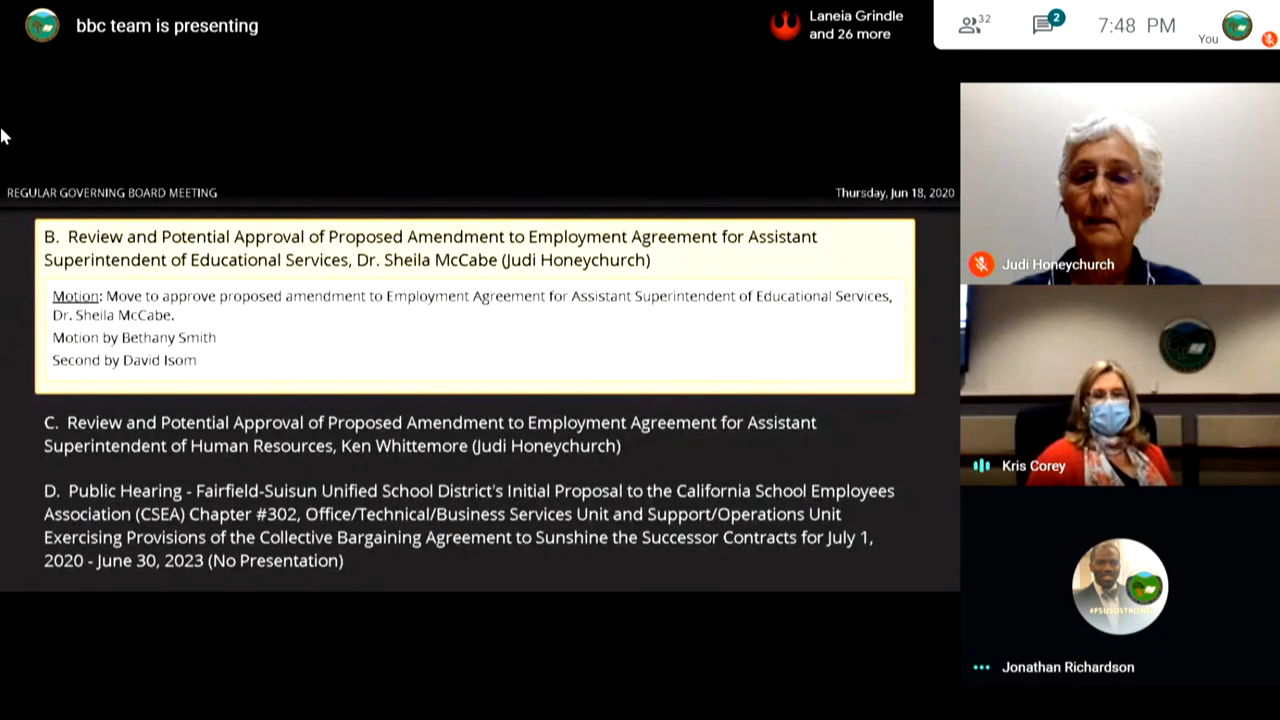 bbc team is presenting
Laneia Grindle
and 26 more
32
2
7:48 PM
You
REGULAR GOVERNING BOARD MEETING
Thursday, Jun 18, 2020
B. Review and Potential Approval of Proposed Amendment to Employment Agreement for Assistant
Superintendent of Educational Services, Dr. Sheila McCabe (Judi Honeychurch)
Motion: Move to approve proposed amendment to Employment Agreement for Assistant Superintendent of Educational Services,
Dr. Sheila McCabe.
Motion by Bethany Smith
Second by David Isom
C. Review and Potential Approval of Proposed Amendment to Employment Agreement for Assistant
Superintendent of Human Resources, Ken Whittemore (Judi Honeychurch)
D. Public Hearing - Fairfield-Suisun Unified School District's Initial Proposal to the California School Employees
Association (CSEA) Chapter #302, Office/Technical/Business Services Unit and Support/Operations Unit
Exercising Provisions of the Collective Bargaining Agreement to Sunshine the Successor Contracts for July 1,
2020 - June 30, 2023 (No Presentation)
Judi Honeychurch
Kris Corey
#FSUSDSTRONG
Jonathan Richardson